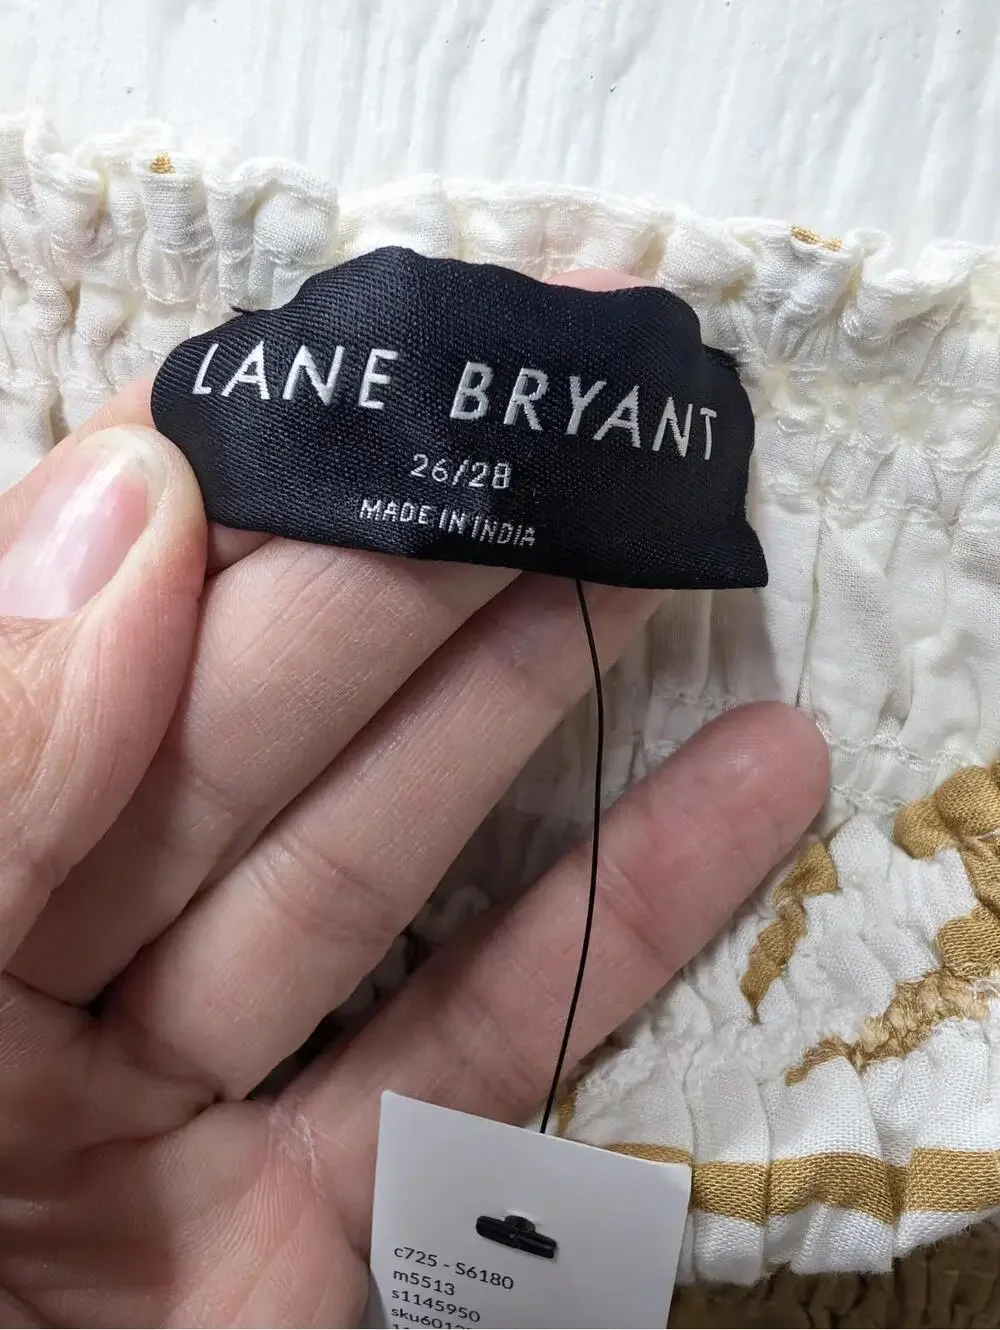 LANE BRYANT
26/28
MADE IN INDIA
c725 - S6180
m5513
s1145950